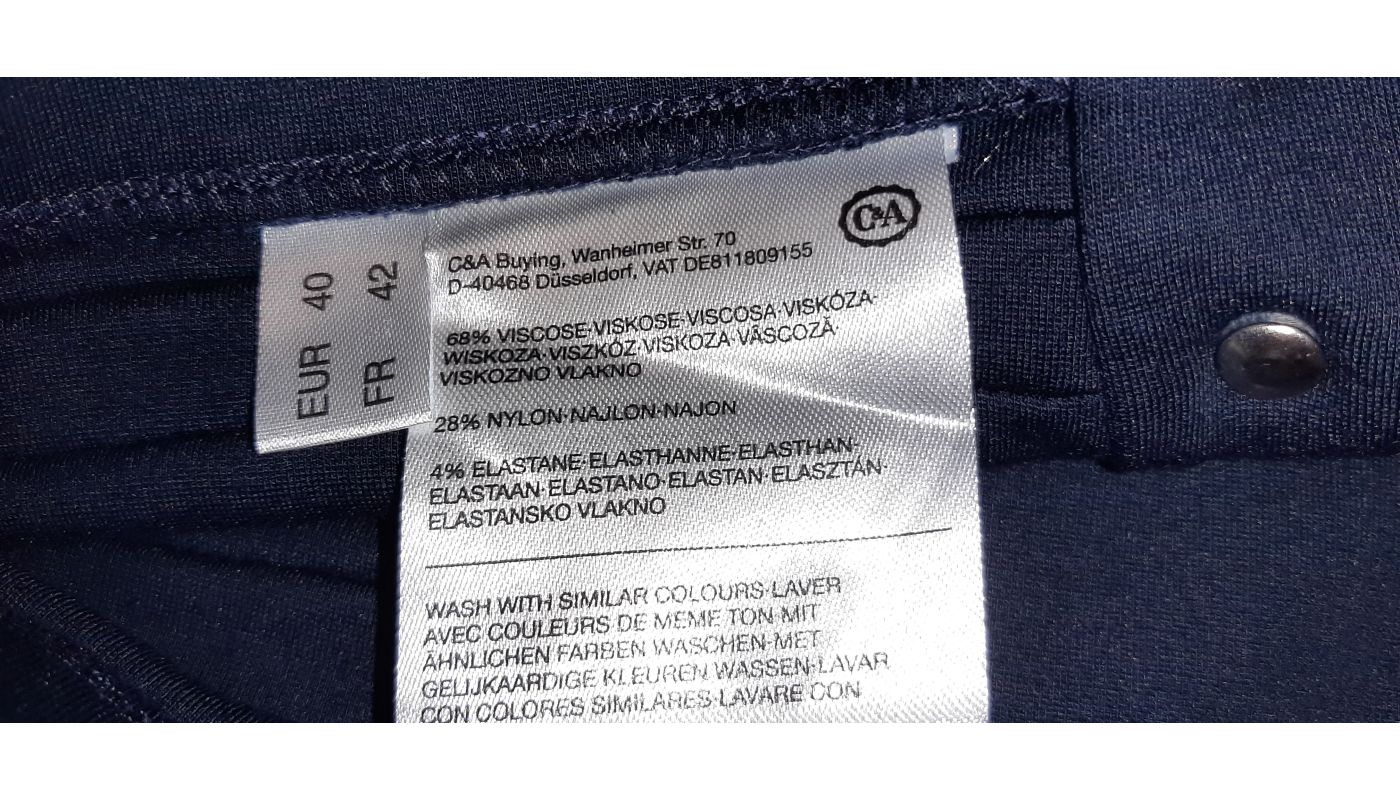 EUR 40
FR 42
C&A
C&A Buying, Wanheimer Str. 70
D-40468 Düsseldorf, VAT DE811809155
68% VISCOSE·VISKOSE·VISCOSA·VISKÓZA·
WISKOZA·VISZKÓZ·VISKOZA·VÂSCOZĂ·
VISKOZNO VLAKNO
28% NYLON·NAJLON·NAJON
4% ELASTANE·ELASTHANNE·ELASTHAN·
ELASTAAN·ELASTANO·ELASTAN·ELASZTÁN·
ELASTANSKO VLAKNO
WASH WITH SIMILAR COLOURS·LAVER
AVEC COULEURS DE MEME TON·MIT
ÄHNLICHEN FARBEN WASCHEN·MET
GELIJKAARDIGE KLEUREN WASSEN·LAVAR
CON COLORES SIMILARES·LAVARE CON